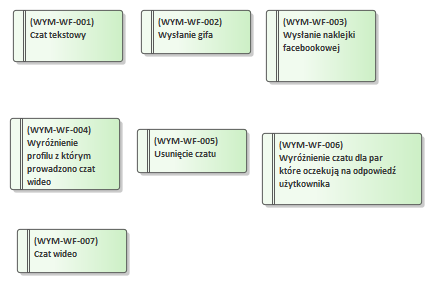 (WYM-WF-001)
Czat tekstowy
(WYM-WF-002)
Wysłanie gifa
(WYM-WF-003)
Wysłanie naklejki
facebookowej
(WYM-WF-004)
Wyróżnienie
profilu z którym
prowadzono czat
wideo
(WYM-WF-005)
Usunięcie czatu
(WYM-WF-006)
Wyróżnienie czatu dla par
które oczekują na odpowiedź
użytkownika
(WYM-WF-007)
Czat wideo